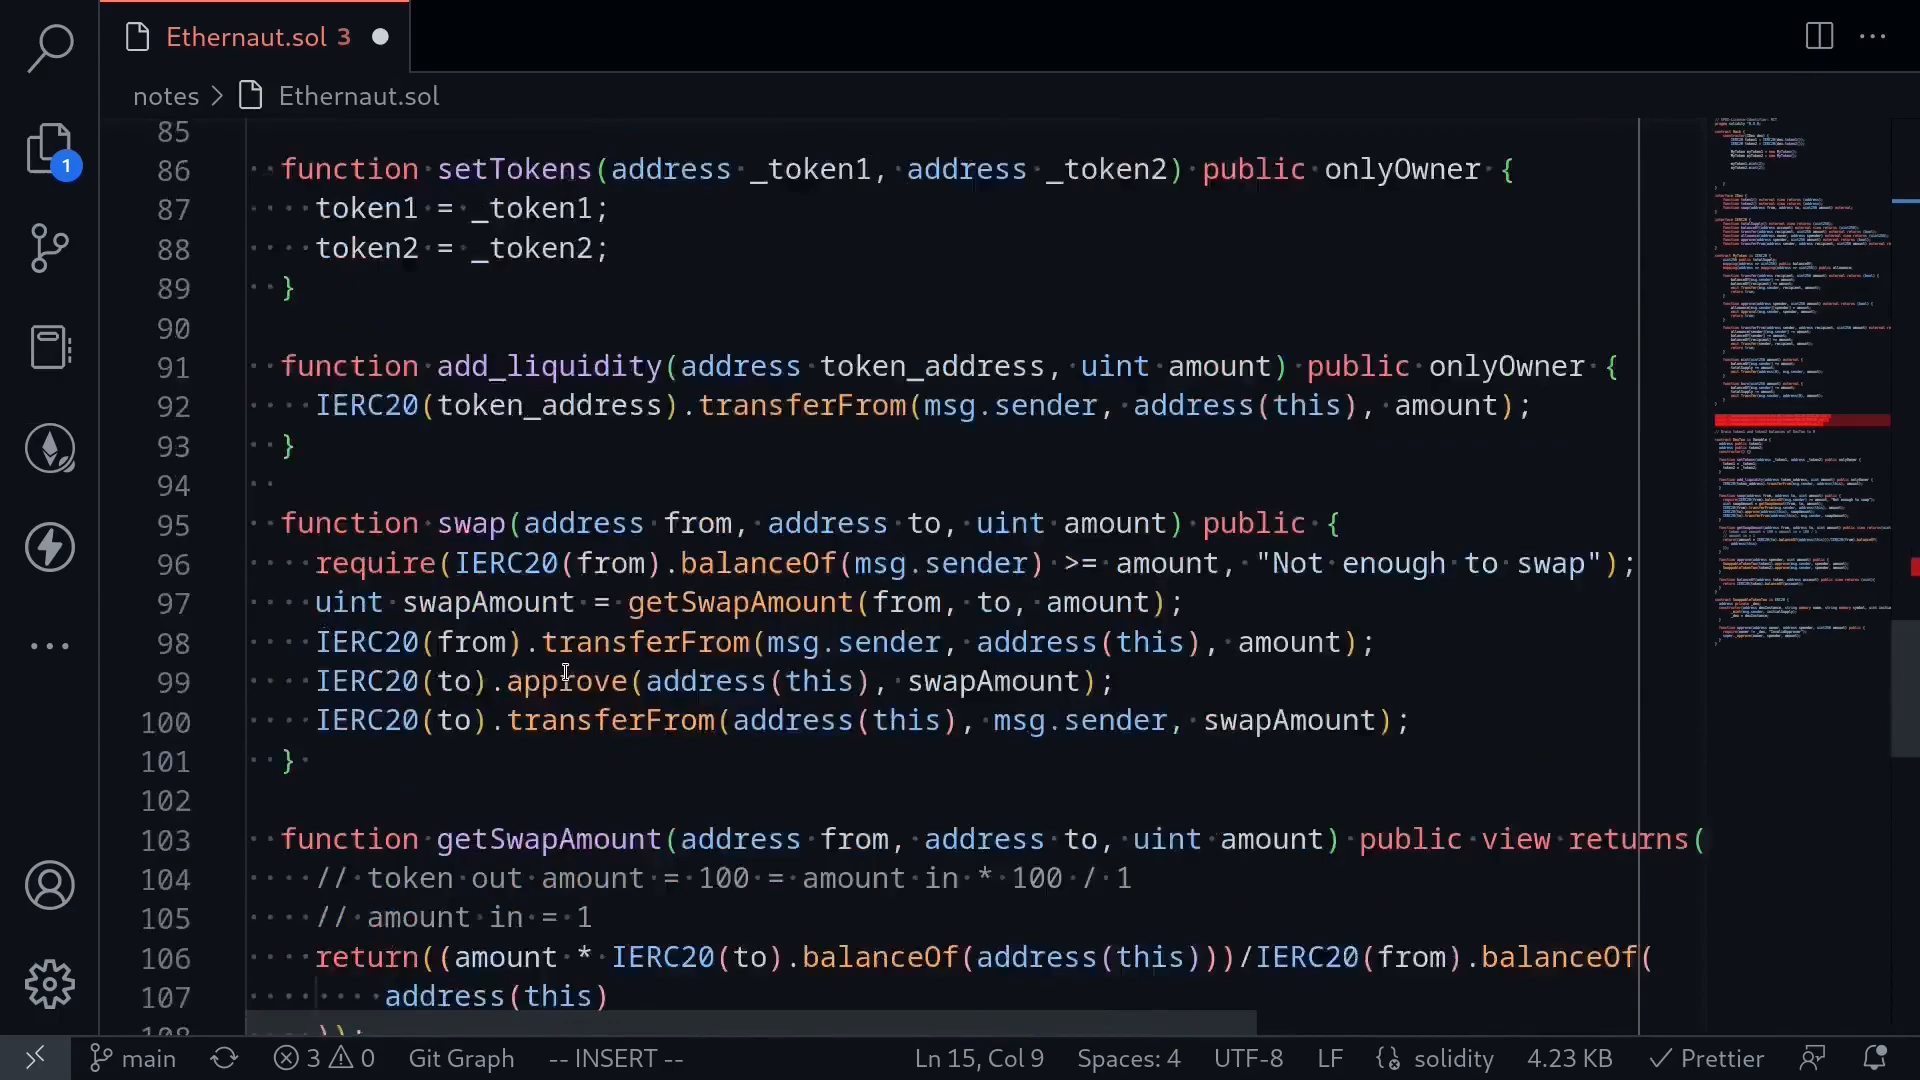 Ethernaut.sol 3
notes > Ethernaut.sol
85
86 function setTokens(address _token1, address _token2) public onlyOwner {
87 token1 = _token1;
88 token2 = _token2;
89 }
90
91 function add_liquidity(address token_address, uint amount) public onlyOwner {
92 IERC20(token_address).transferFrom(msg.sender, address(this), amount);
93 }
94
95 function swap(address from, address to, uint amount) public {
96 require(IERC20(from).balanceOf(msg.sender) >= amount, "Not enough to swap");
97 uint swapAmount = getSwapAmount(from, to, amount);
98 IERC20(from).transferFrom(msg.sender, address(this), amount);
99 IERC20(to).approve(address(this), swapAmount);
100 IERC20(to).transferFrom(address(this), msg.sender, swapAmount);
101 }
102
103 function getSwapAmount(address from, address to, uint amount) public view returns(
104 // token out amount = 100 = amount in * 100 / 1
105 // amount in = 1
106 return((amount * IERC20(to).balanceOf(address(this)))/IERC20(from).balanceOf(
107 address(this)
108 ));
1
main 3 0 Git Graph -- INSERT -- Ln 15, Col 9 Spaces: 4 UTF-8 LF solidity 4.23 KB Prettier